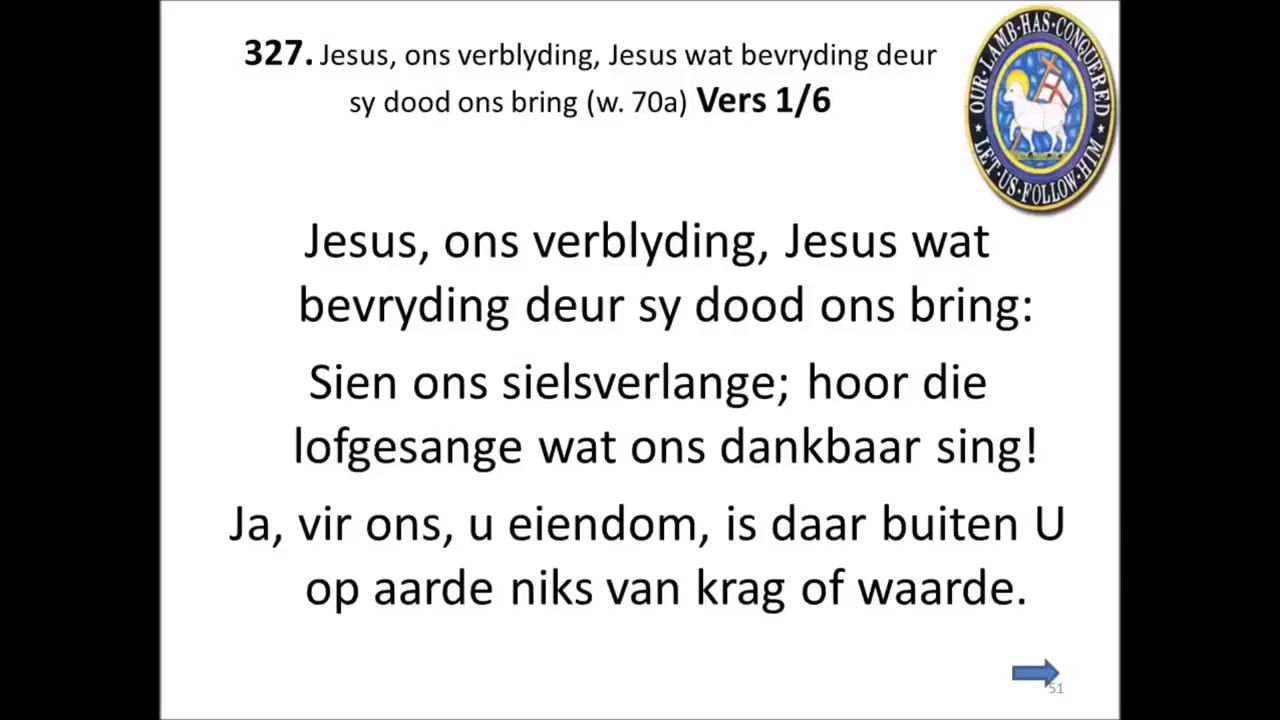 327. Jesus, ons verblyding, Jesus wat bevryding deur
sy dood ons bring (w. 70a) Vers 1/6
OUR · LAMB · HAS · CONQUERED
LET · US · FOLLOW · HIM
Jesus, ons verblyding, Jesus wat
bevryding deur sy dood ons bring:
Sien ons sielsverlange; hoor die
lofgesange wat ons dankbaar sing!
Ja, vir ons, u eiendom, is daar buiten U
op aarde niks van krag of waarde.
51